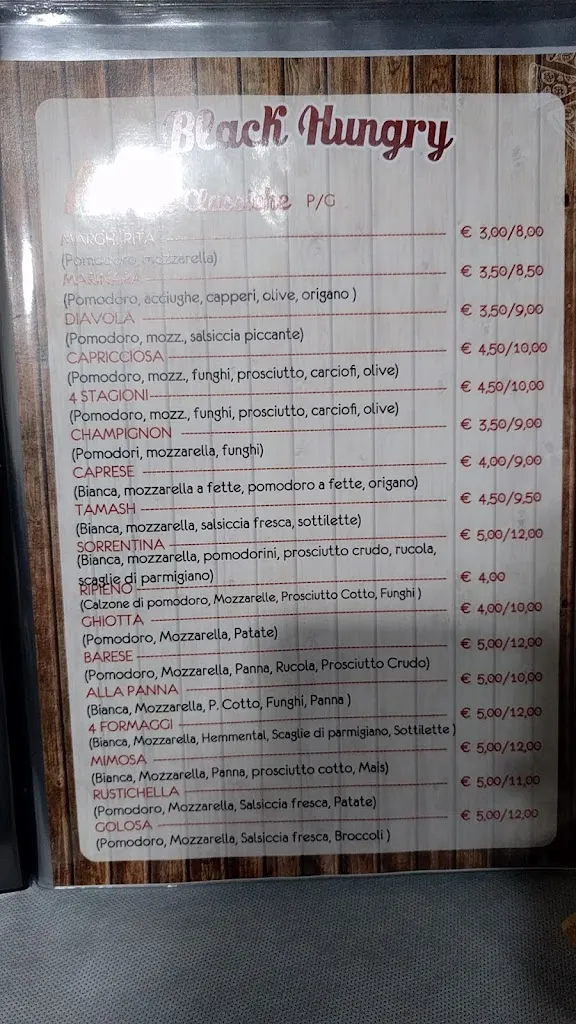 Black Hungry
Classiche P/G
MARGHERITA € 3,00/8,00
(Pomodoro, mozzarella)
MARINARA € 3,50/8,50
(Pomodoro, acciughe, capperi, olive, origano )
DIAVOLA € 3,50/9,00
(Pomodoro, mozz., salsiccia piccante)
CAPRICCIOSA € 4,50/10,00
(Pomodoro, mozz., funghi, prosciutto, carciofi, olive)
4 STAGIONI € 4,50/10,00
(Pomodoro, mozz., funghi, prosciutto, carciofi, olive)
CHAMPIGNON € 3,50/9,00
(Pomodori, mozzarella, funghi)
CAPRESE € 4,00/9,00
(Bianca, mozzarella a fette, pomodoro a fette, origano)
TAMASH € 4,50/9,50
(Bianca, mozzarella, salsiccia fresca, sottilette)
SORRENTINA € 5,00/12,00
(Bianca, mozzarella, pomodorini, prosciutto crudo, rucola,
scaglie di parmigiano)
RIPIENO € 4,00
(Calzone di pomodoro, Mozzarelle, Prosciutto Cotto, Funghi )
GHIOTTA € 4,00/10,00
(Pomodoro, Mozzarella, Patate)
BARESE € 5,00/12,00
(Pomodoro, Mozzarella, Panna, Rucola, Prosciutto Crudo)
ALLA PANNA € 5,00/10,00
(Bianca, Mozzarella, P. Cotto, Funghi, Panna )
4 FORMAGGI € 5,00/12,00
(Bianca, Mozzarella, Hemmental, Scaglie di parmigiano, Sottilette )
MIMOSA € 5,00/12,00
(Bianca, Mozzarella, Panna, prosciutto cotto, Mais)
RUSTICHELLA € 5,00/11,00
(Pomodoro, Mozzarella, Salsiccia fresca, Patate)
GOLOSA € 5,00/12,00
(Pomodoro, Mozzarella, Salsiccia fresca, Broccoli )